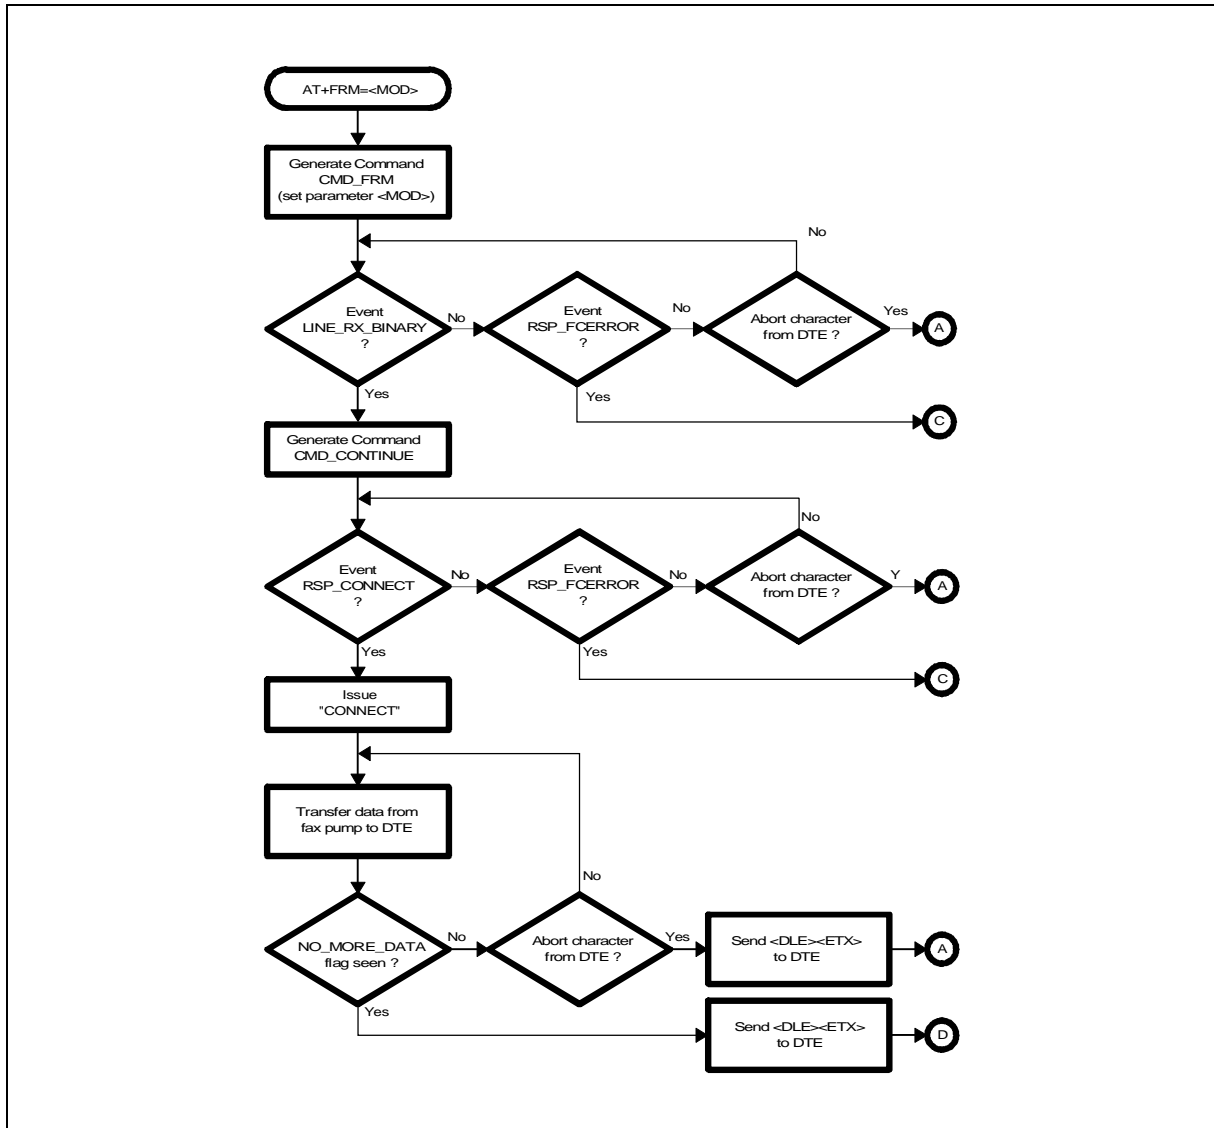 AT+FRM=<MOD>
Generate Command
CMD_FRM
(set parameter <MOD>)
No
Event
LINE_RX_BINARY
?
No
Event
RSP_FCERROR
?
No
Abort character
from DTE ?
Yes
A
Yes
Yes
C
Generate Command
CMD_CONTINUE
No
Event
RSP_CONNECT
?
No
Event
RSP_FCERROR
?
No
Abort character
from DTE ?
Y
A
Yes
Yes
C
Issue
"CONNECT"
Transfer data from
fax pump to DTE
No
NO_MORE_DATA
flag seen ?
No
Abort character
from DTE ?
Yes
Send <DLE><ETX>
to DTE
A
Yes
Send <DLE><ETX>
to DTE
D